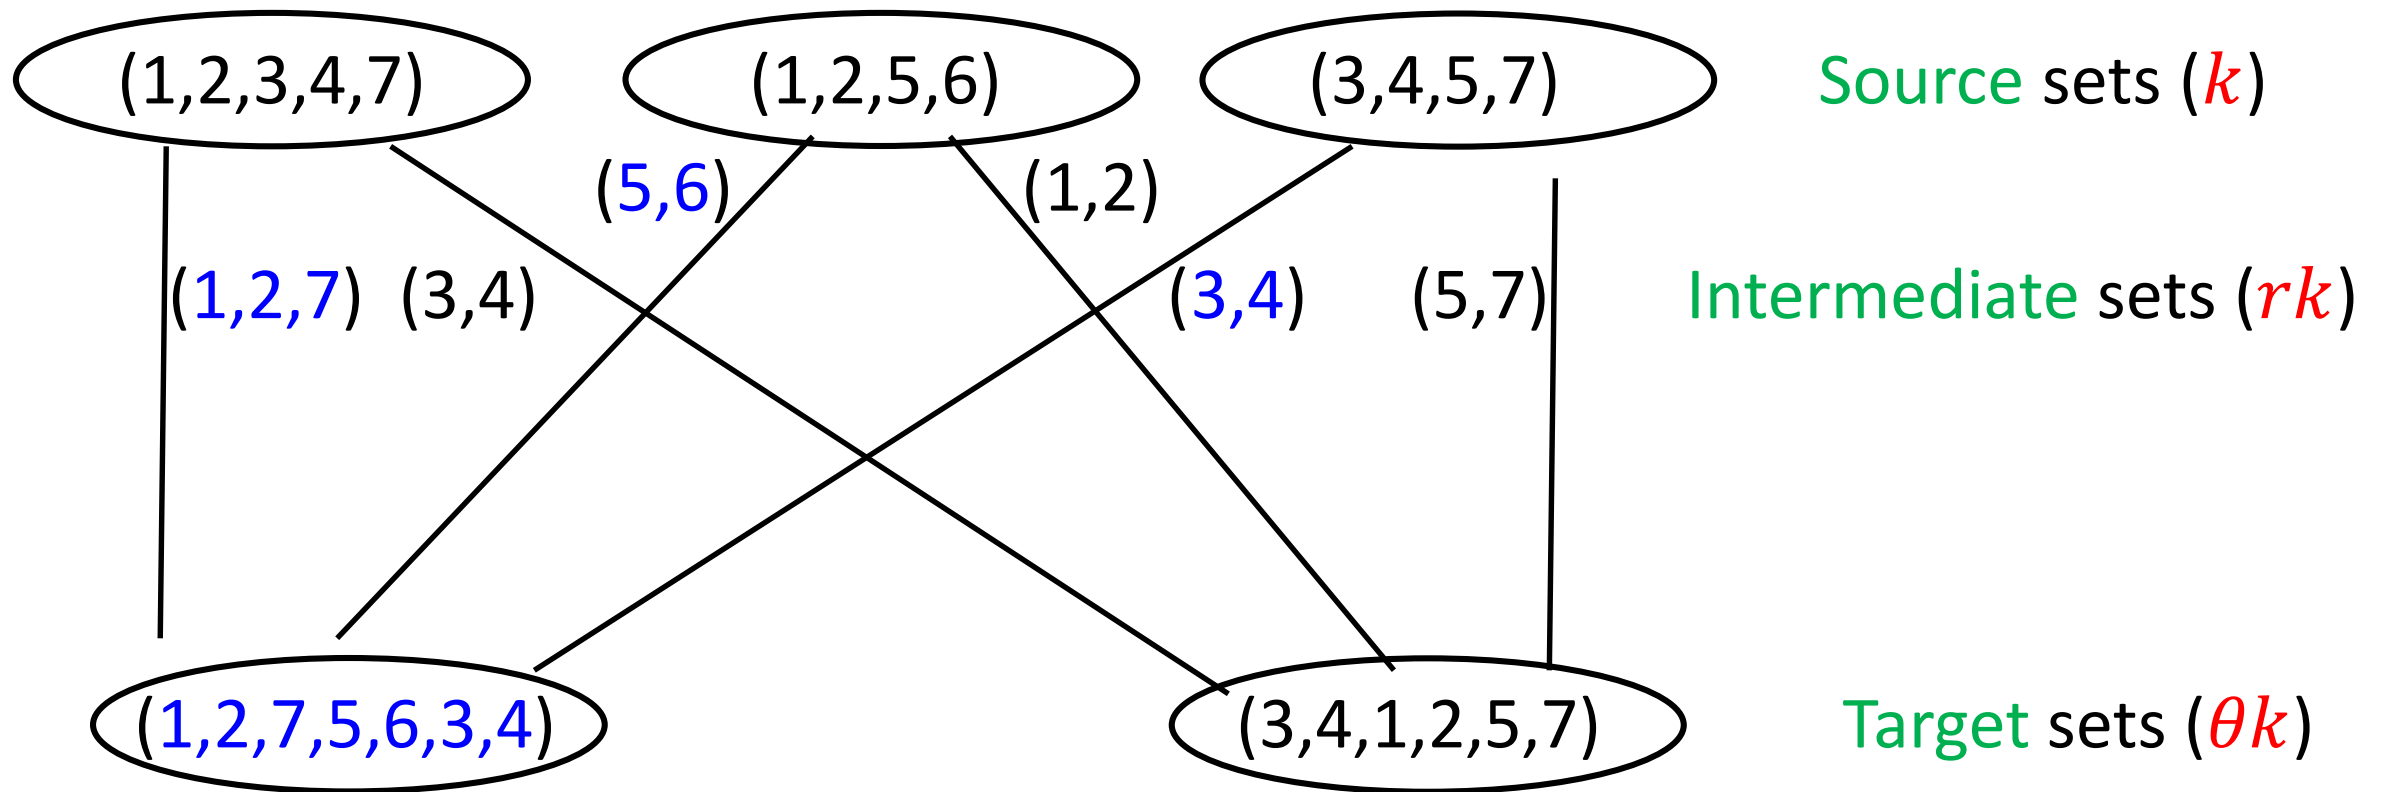 (1,2,3,4,7) (1,2,5,6) (3,4,5,7) Source sets (k)
(5,6) (1,2)
(1,2,7) (3,4) (3,4) (5,7) Intermediate sets (rk)
(1,2,7,5,6,3,4) (3,4,1,2,5,7) Target sets (θk)